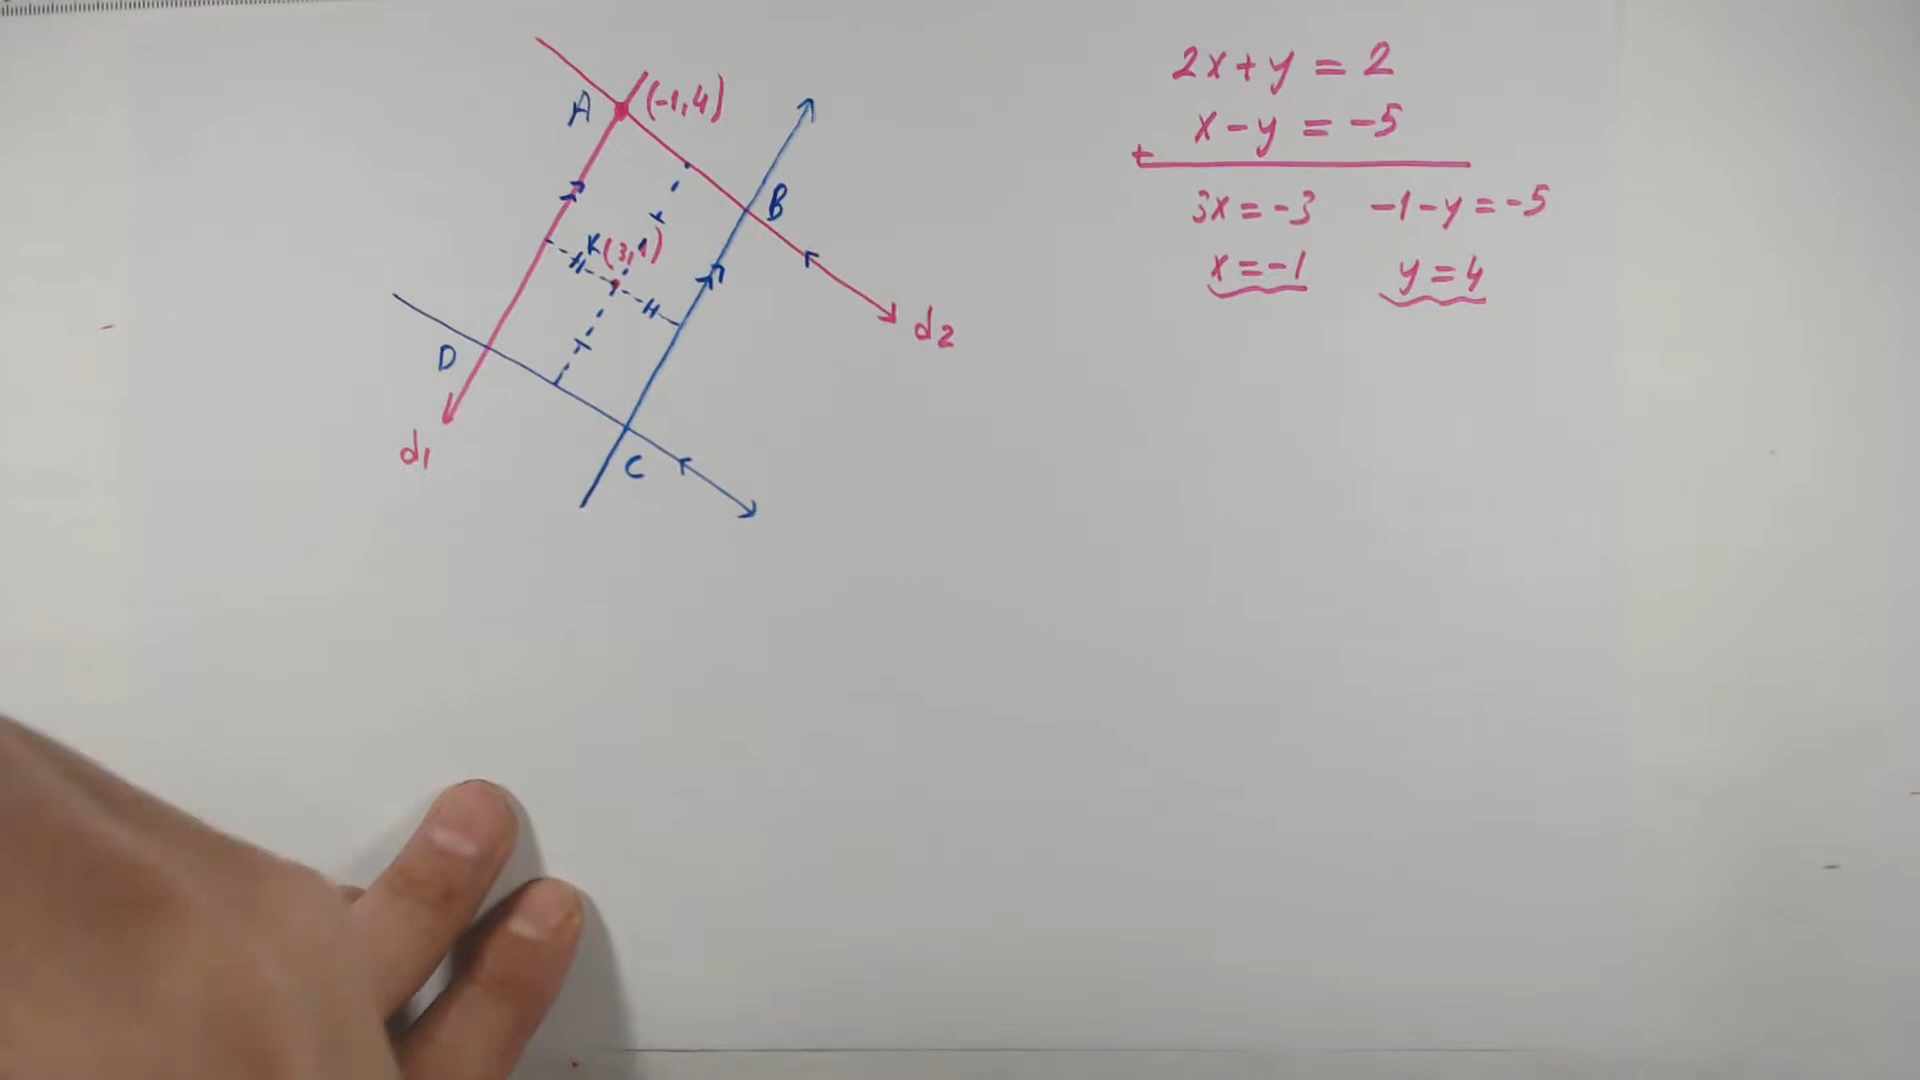 A (-1,4)
B
K(3,1)
d2
D
d1
C
2x+y=2
x-y=-5
+
3x=-3 -1-y=-5
x=-1 y=4